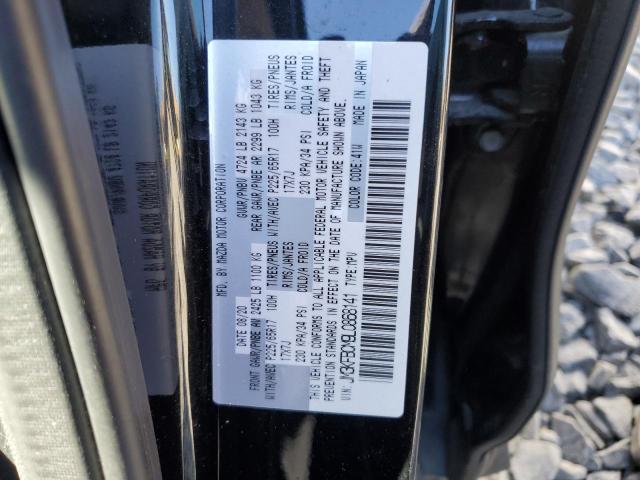 MFD. BY MAZDA MOTOR CORPORATION
DATE 08/20 GVWR/PNBV 4724 LB 2143 KG
FRONT GAWR/PNBE AV 2425 LB 1100 KG REAR GAWR/PNBE AR 2299 LB 1043 KG
WITH/AVEC P225/65R17 100H TIRES/PNEUS WITH/AVEC P225/65R17 100H TIRES/PNEUS
17X7J RIMS/JANTES 17X7J RIMS/JANTES
230 KPA/34 PSI COLD/A FROID 230 KPA/34 PSI COLD/A FROID
THIS VEHICLE CONFORMS TO ALL APPLICABLE FEDERAL MOTOR VEHICLE SAFETY AND THEFT
PREVENTION STANDARDS IN EFFECT ON THE DATE OF MANUFACTURE SHOWN ABOVE.
VIN: JM3KFBCM9L0868141 TYPE:MPV COLOR CODE:41W
MADE IN JAPAN